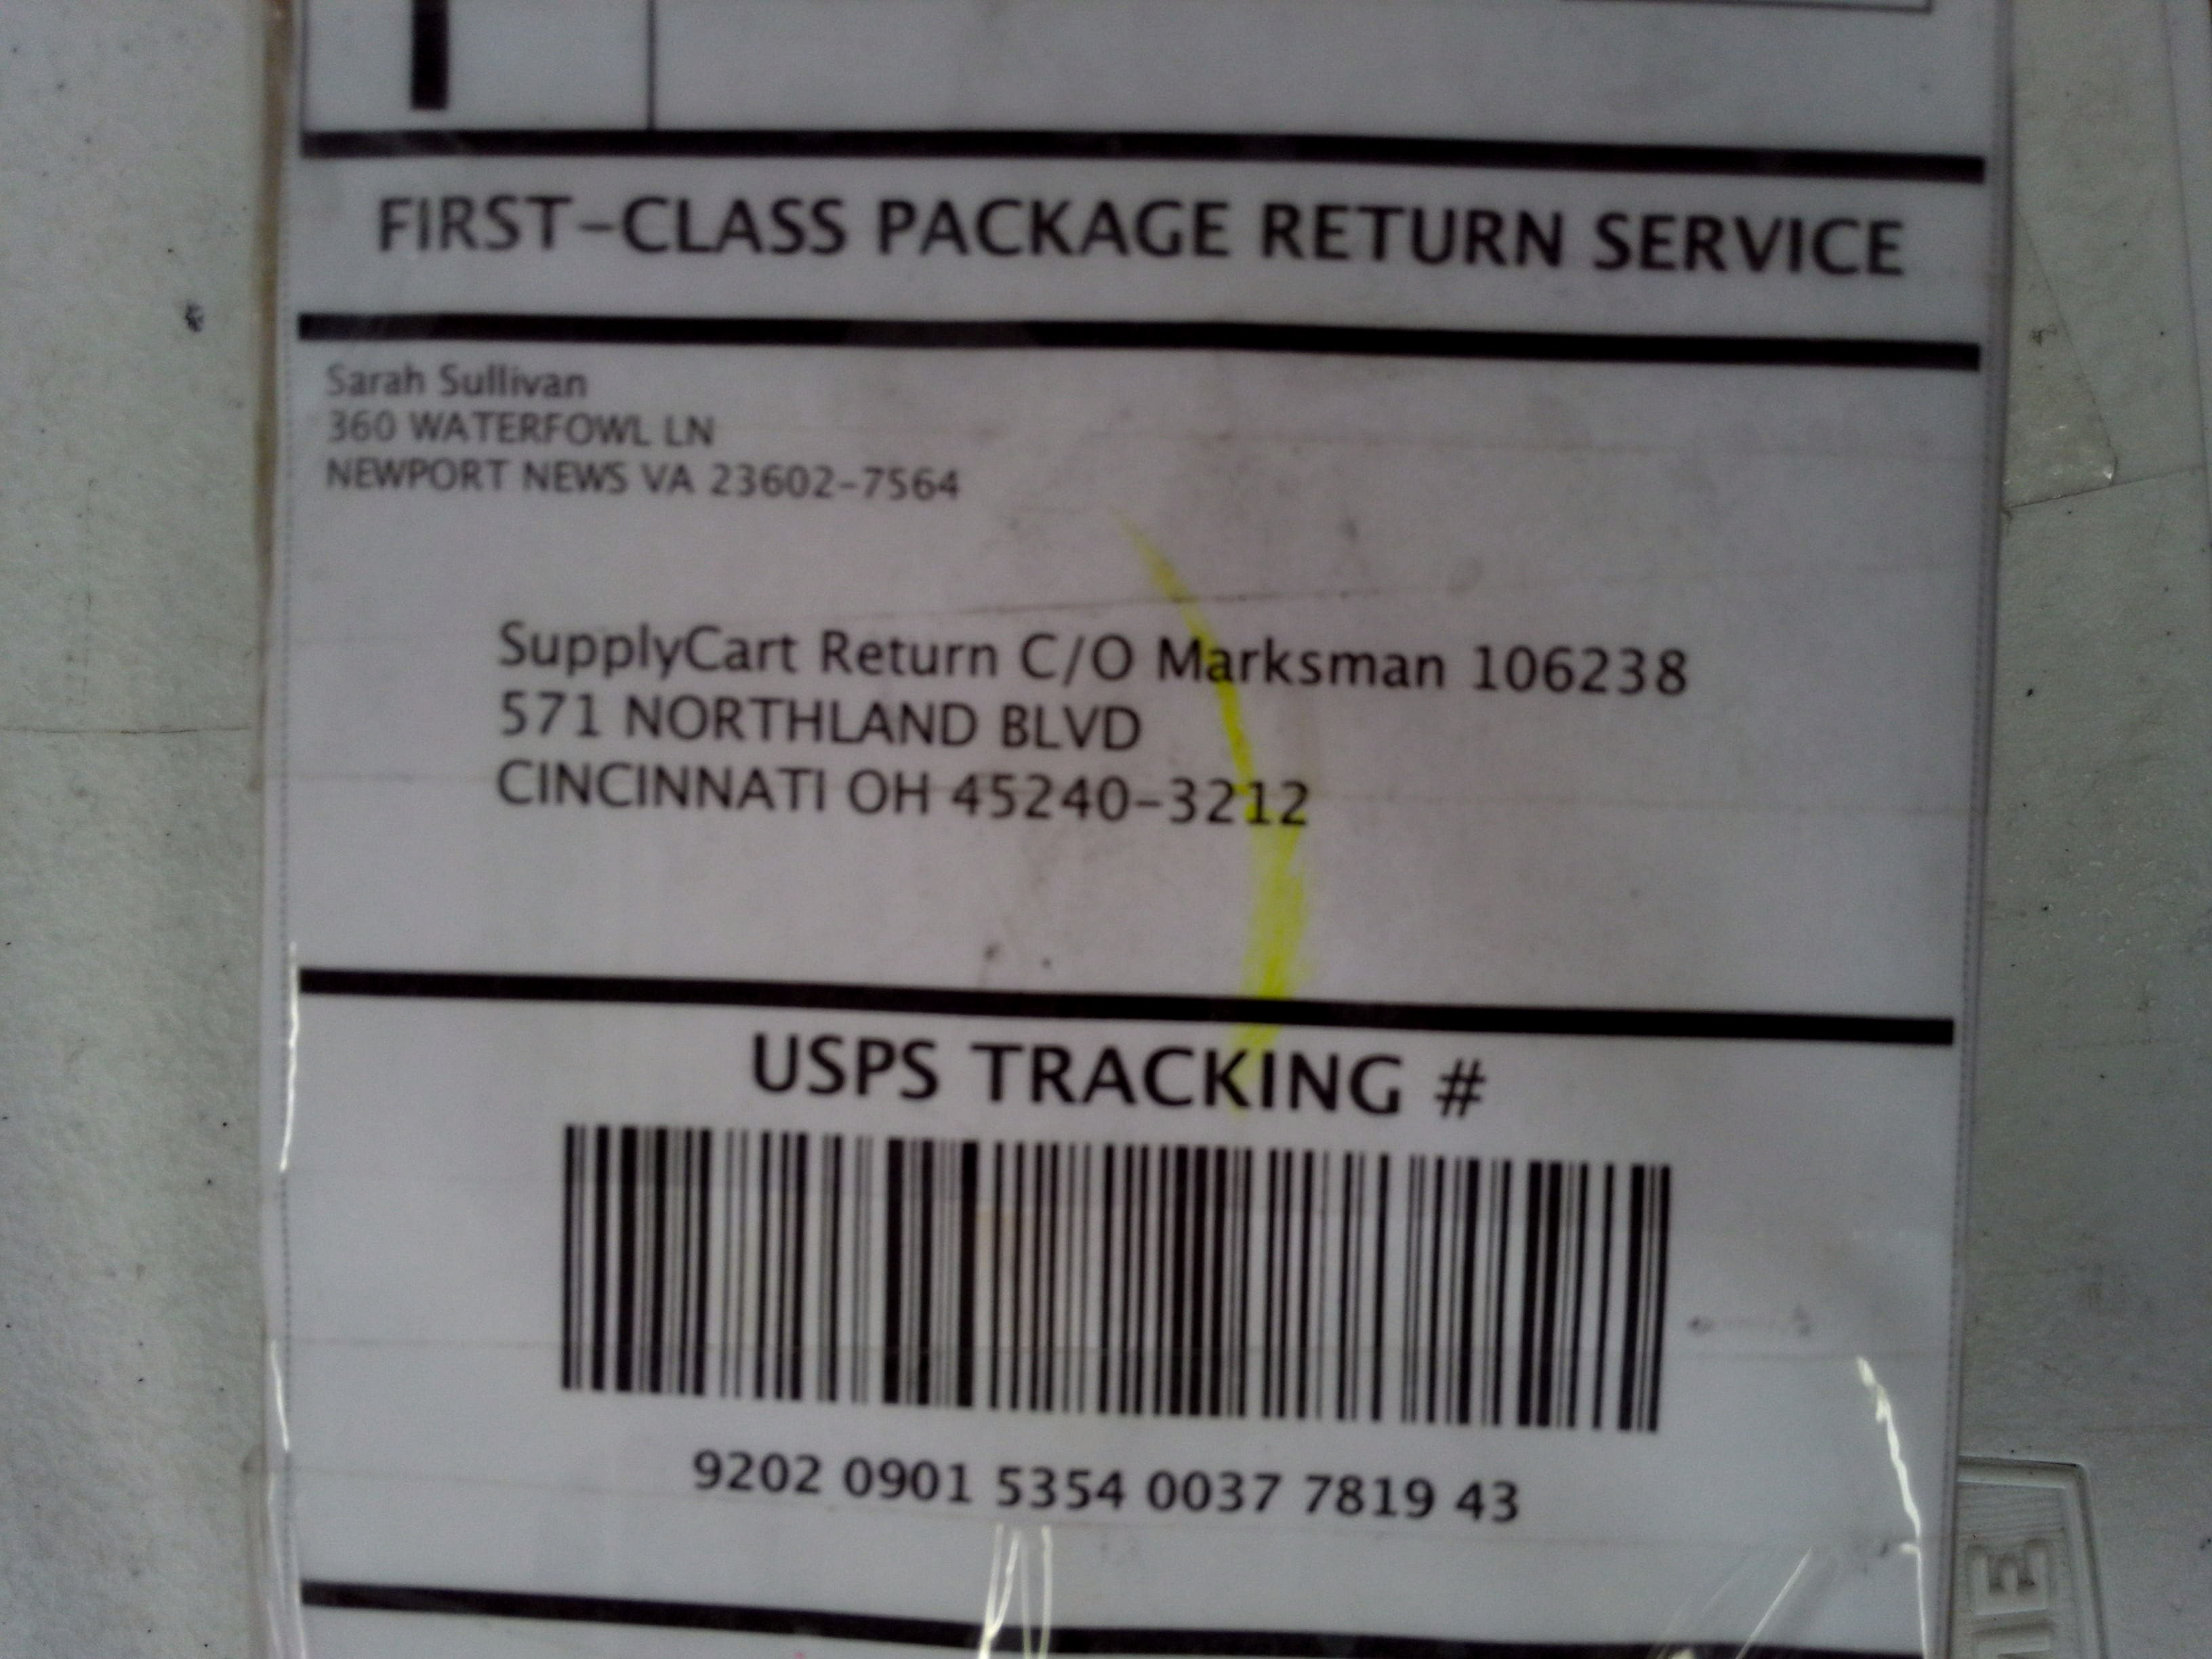 FIRST-CLASS PACKAGE RETURN SERVICE
Sarah Sullivan
360 WATERFOWL LN
NEWPORT NEWS VA 23602-7564
SupplyCart Return C/O Marksman 106238
571 NORTHLAND BLVD
CINCINNATI OH 45240-3212
USPS TRACKING #
9202 0901 5354 0037 7819 43